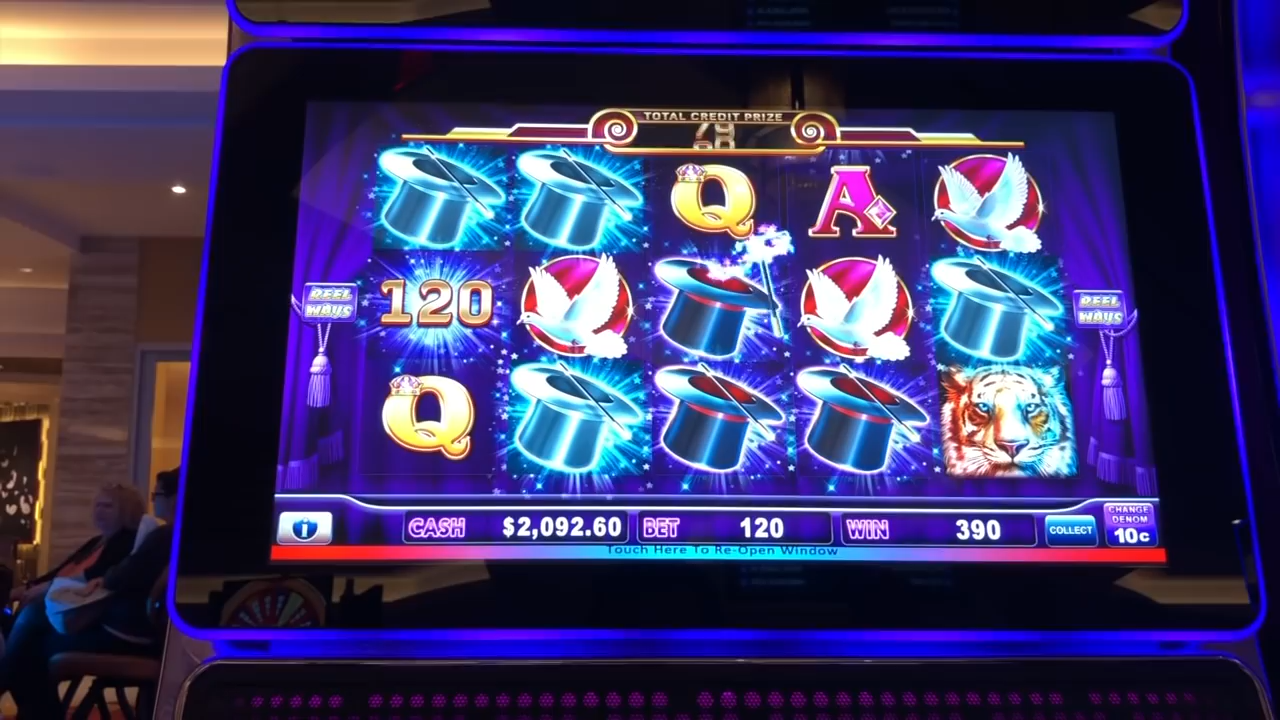 TOTAL CREDIT PRIZE
Q
A
REEL WAYS
120
REEL WAYS
Q
i
CASH $2,092.60
BET 120
WIN 390
COLLECT
CHANGE DENOM
10¢
Touch Here To Re-Open Window